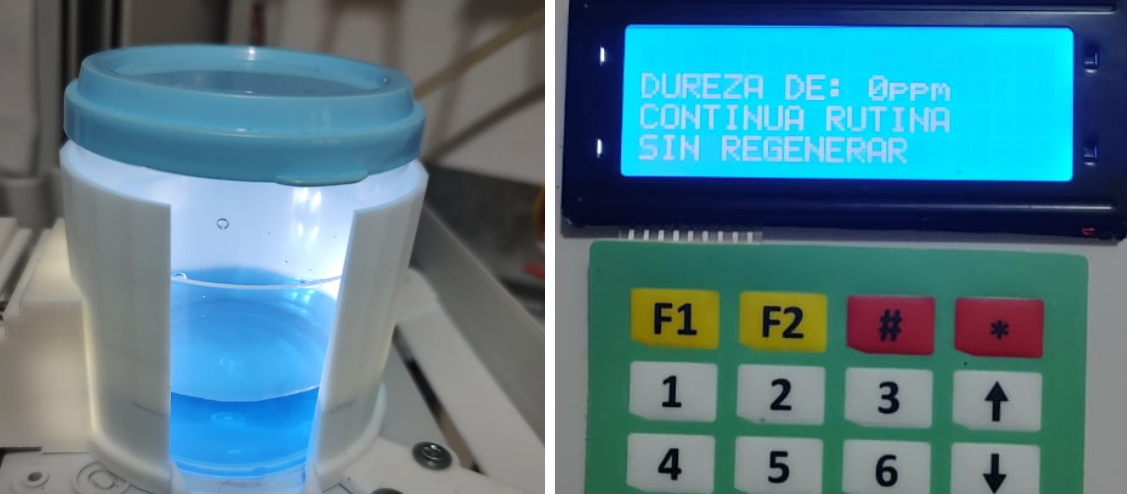 DUREZA DE: 0ppm
CONTINUA RUTINA
SIN REGENERAR
F1 F2 # *
1 2 3 ↑
4 5 6 ↓